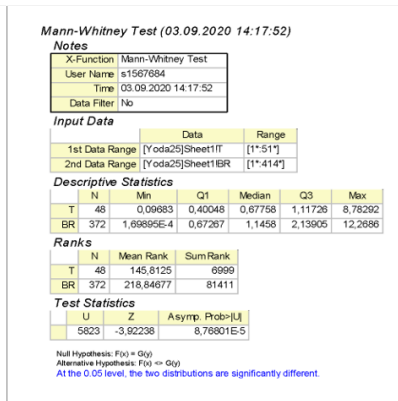 Mann-Whitney Test (03.09.2020 14:17:52)
Notes
X-Function Mann-Whitney Test
User Name s1567684
Time 03.09.2020 14:17:52
Data Filter No
Input Data
Data Range
1st Data Range [Yoda25]Sheet1!T [1*:51*]
2nd Data Range [Yoda25]Sheet1!BR [1*:414*]
Descriptive Statistics
N Min Q1 Median Q3 Max
T 48 0,09683 0,40048 0,67758 1,11726 8,78292
BR 372 1,69895E-4 0,67267 1,1458 2,13905 12,2686
Ranks
N Mean Rank Sum Rank
T 48 145,8125 6999
BR 372 218,84677 81411
Test Statistics
U Z Asymp. Prob>|U|
5823 -3,92238 8,76801E-5
Null Hypothesis: F(x) = G(y)
Alternative Hypothesis: F(x) <> G(y)
At the 0.05 level, the two distributions are significantly different.